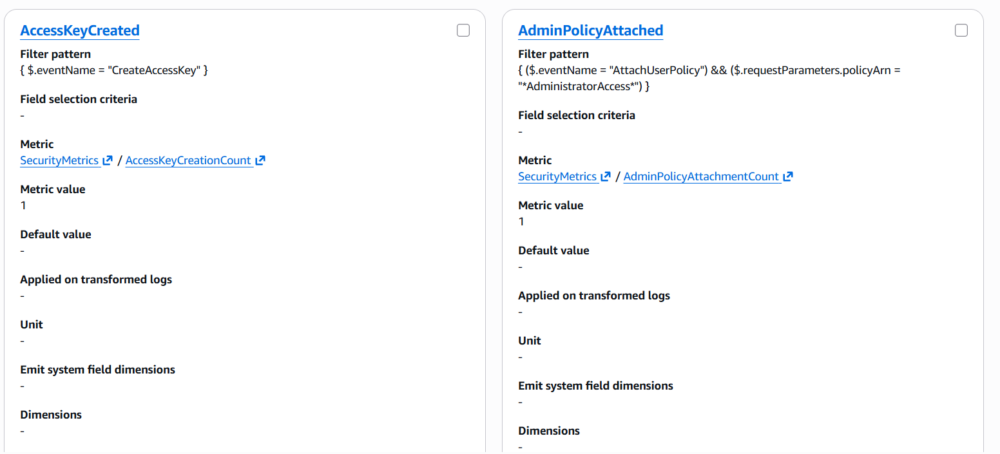 AccessKeyCreated
Filter pattern
{ $.eventName = "CreateAccessKey" }
Field selection criteria
-
Metric
SecurityMetrics / AccessKeyCreationCount
Metric value
1
Default value
-
Applied on transformed logs
-
Unit
-
Emit system field dimensions
-
Dimensions
-
AdminPolicyAttached
Filter pattern
{ ($.eventName = "AttachUserPolicy") && ($.requestParameters.policyArn =
"*AdministratorAccess*") }
Field selection criteria
-
Metric
SecurityMetrics / AdminPolicyAttachmentCount
Metric value
1
Default value
-
Applied on transformed logs
-
Unit
-
Emit system field dimensions
-
Dimensions
-